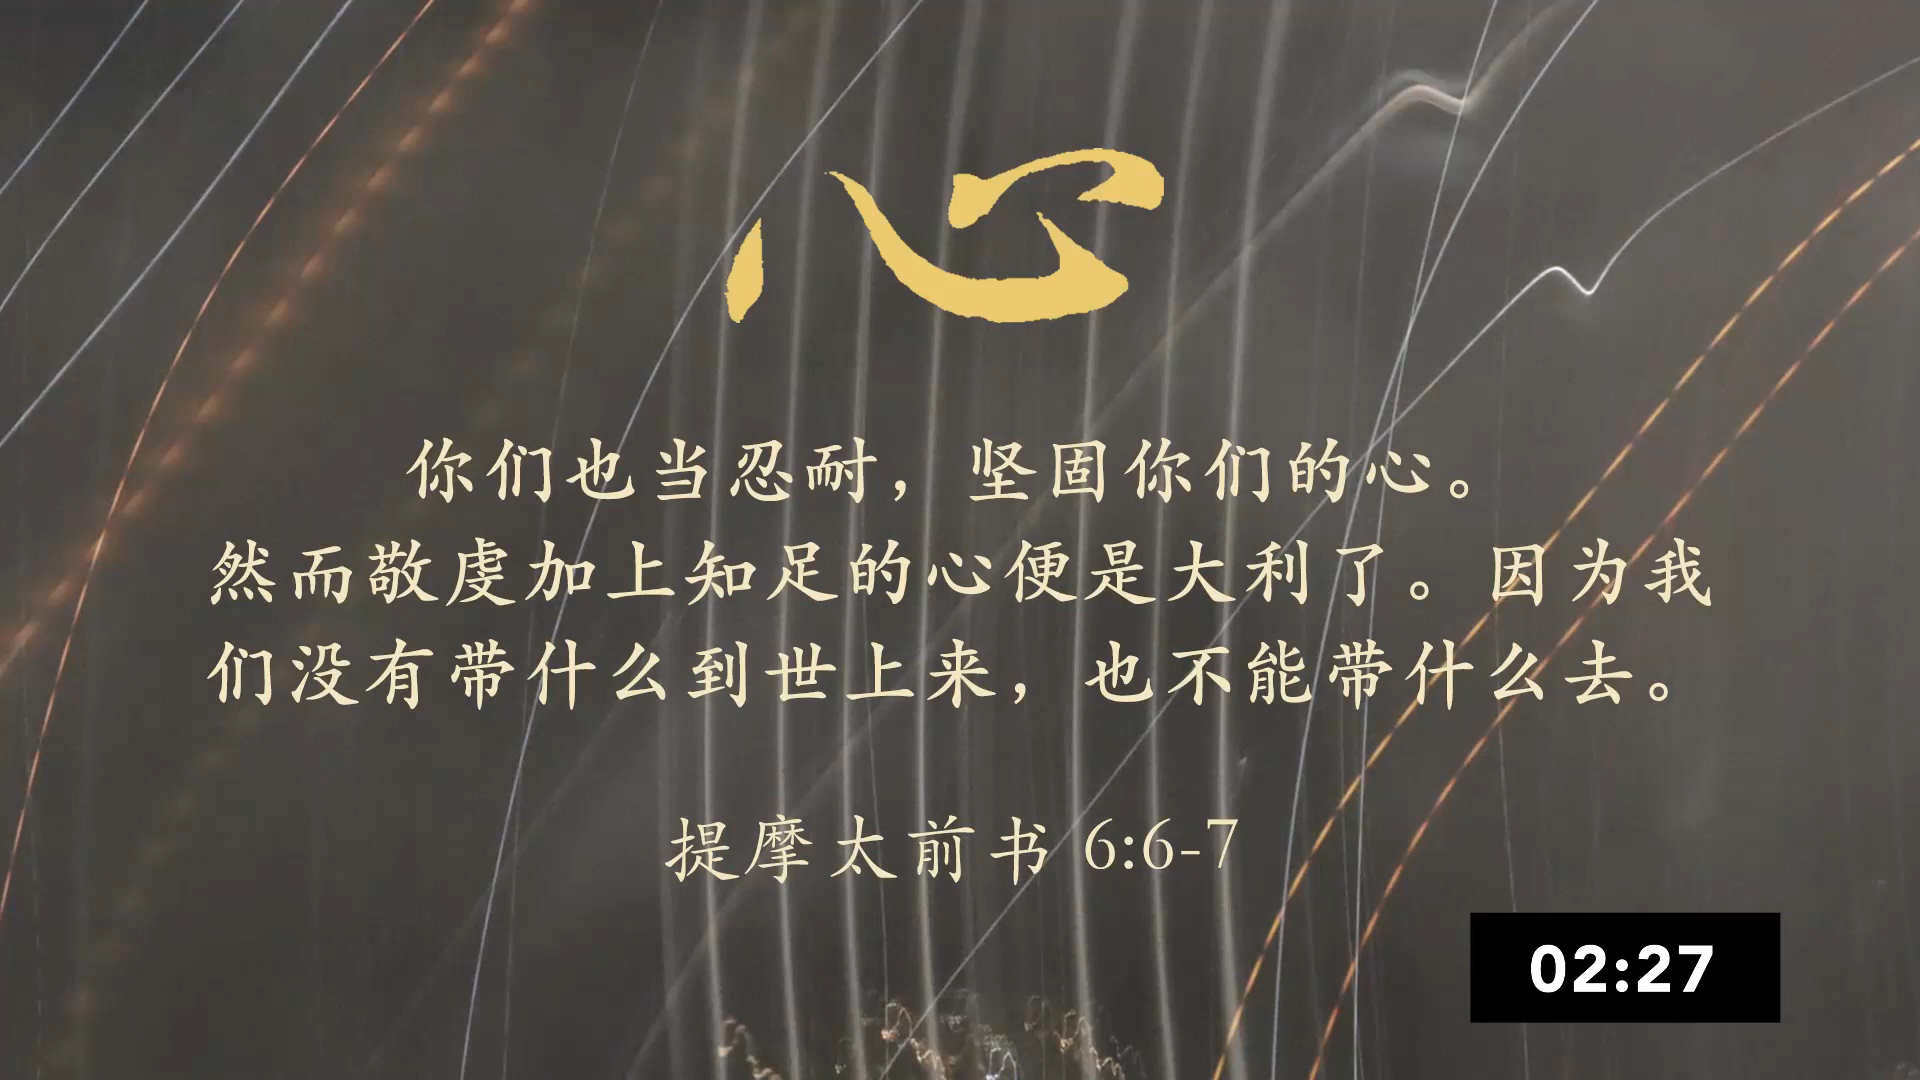 心
你们也当忍耐，坚固你们的心。
然而敬虔加上知足的心便是大利了。因为我
们没有带什么到世上来，也不能带什么去。
提摩太前书 6:6-7
02:27